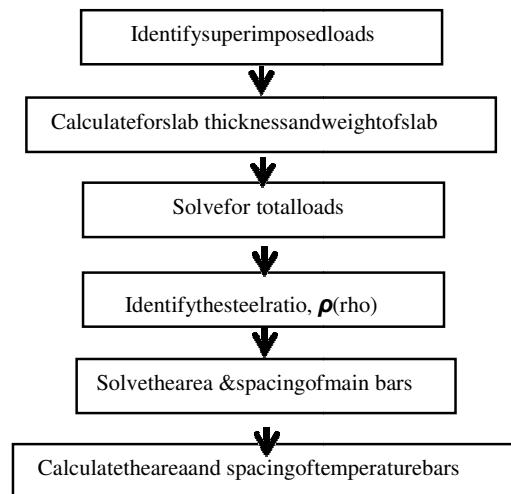 Identifysuperimposedloads
Calculateforslab thicknessandweightofslab
Solvefor totalloads
Identifythesteelratio, ρ(rho)
Solvethearea &spacingofmain bars
Calculatetheareaand spacingoftemperaturebars